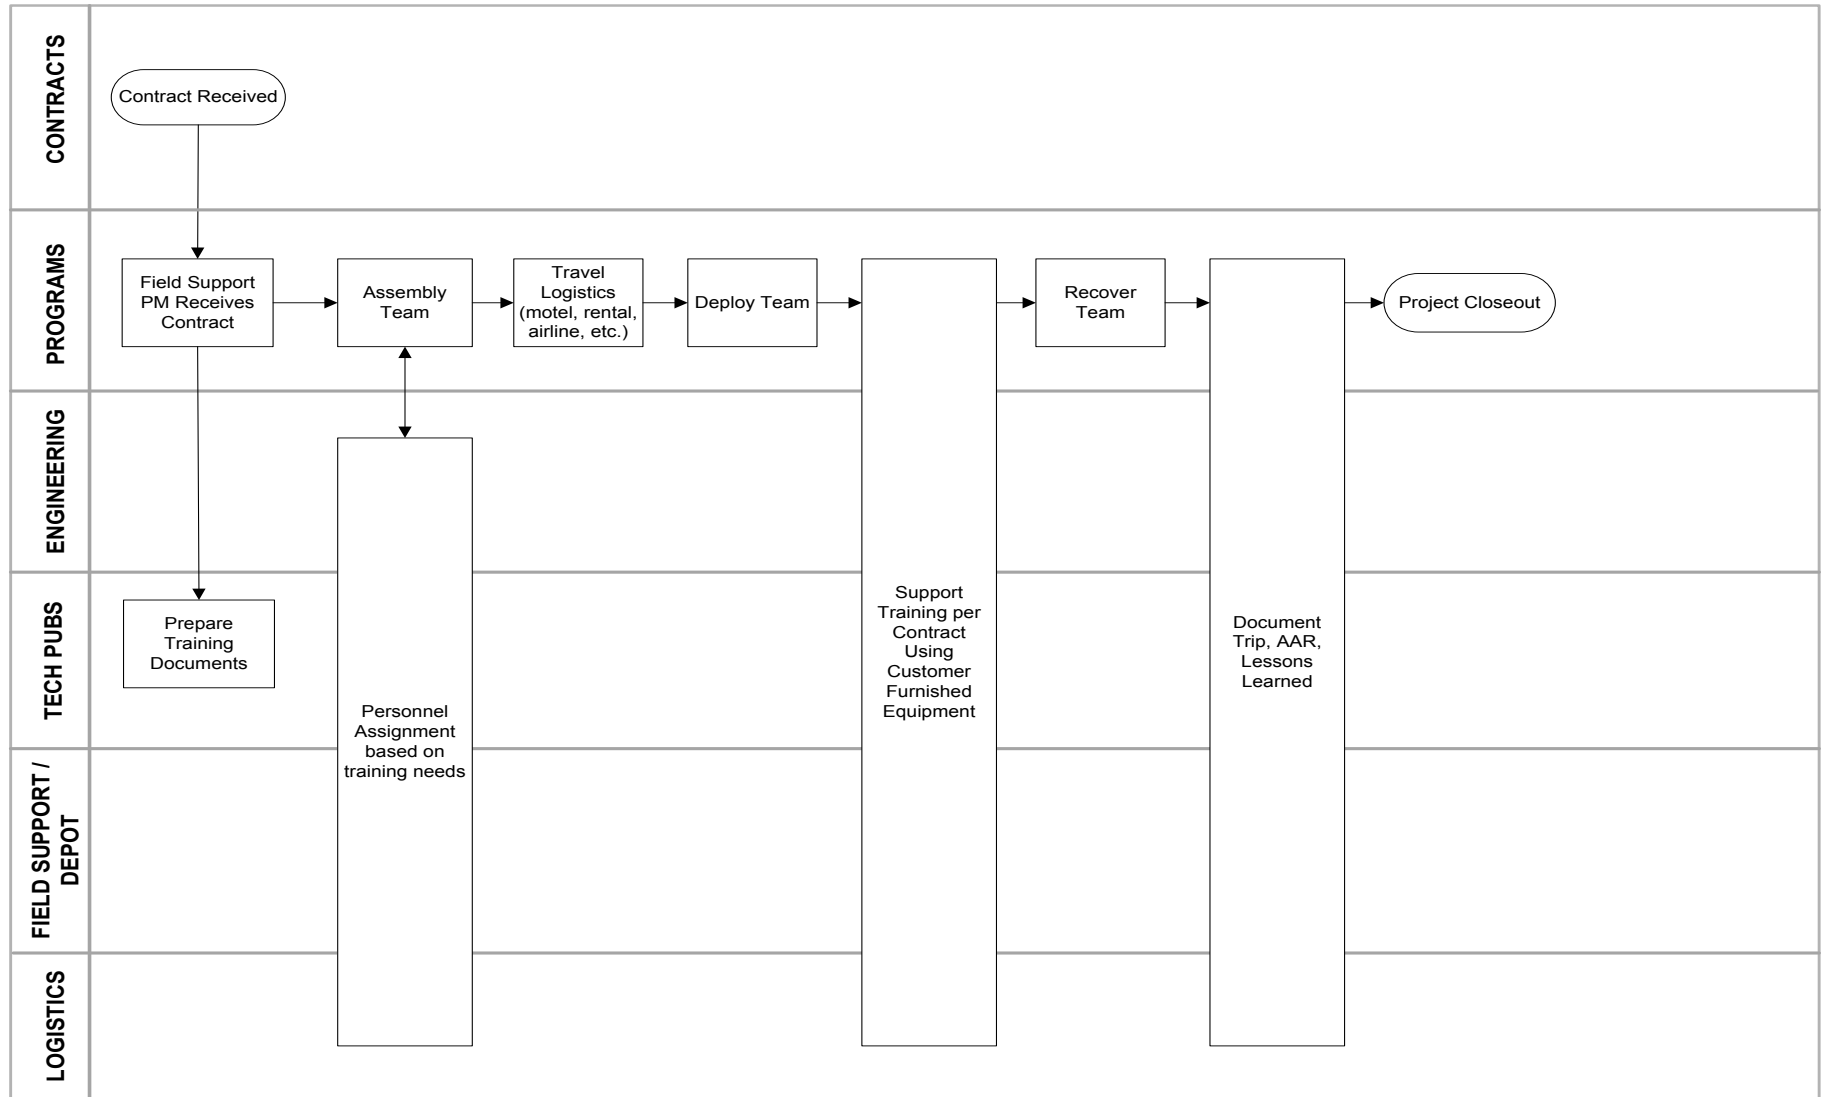 CONTRACTS
Contract Received
PROGRAMS
Field Support
PM Receives
Contract
Assembly
Team
Travel
Logistics
(motel, rental,
airline, etc.)
Deploy Team
Recover
Team
Project Closeout
ENGINEERING
TECH PUBS
Prepare
Training
Documents
Personnel
Assignment
based on
training needs
Support
Training per
Contract
Using
Customer
Furnished
Equipment
Document
Trip, AAR,
Lessons
Learned
FIELD SUPPORT /
DEPOT
LOGISTICS